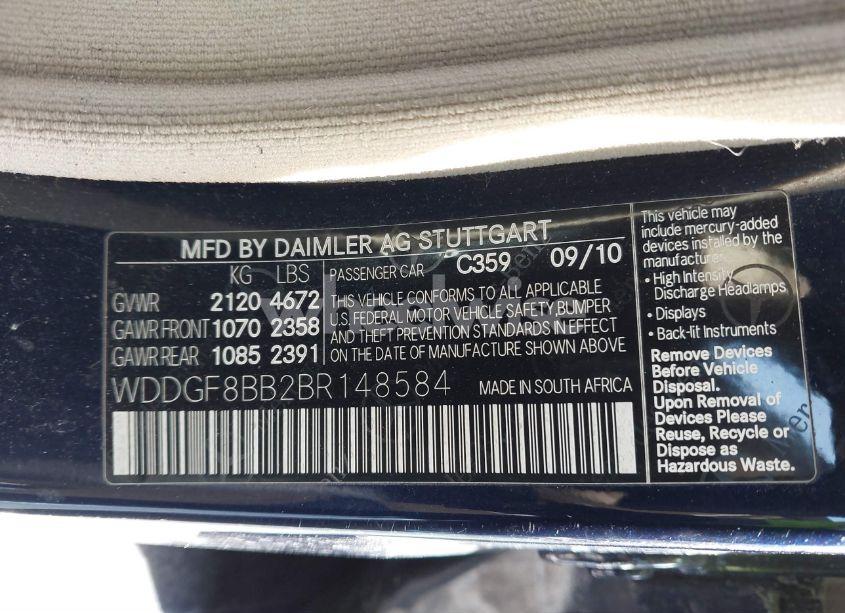 MFD BY DAIMLER AG STUTTGART
KG LBS PASSENGER CAR C359 09/10
GVWR 2120 4672
GAWR FRONT 1070 2358
GAWR REAR 1085 2391
THIS VEHICLE CONFORMS TO ALL APPLICABLE
U.S. FEDERAL MOTOR VEHICLE SAFETY, BUMPER
AND THEFT PREVENTION STANDARDS IN EFFECT
ON DATE OF MANUFACTURE SHOWN ABOVE
WDDGF8BB2BR148584 MADE IN SOUTH AFRICA
This vehicle may
include mercury-added
devices installed by the
manufacturer:
• High Intensity
Discharge Headlamps
• Displays
• Back-lit Instruments
Remove Devices
Before Vehicle
Disposal.
Upon Removal of
Devices Please
Reuse, Recycle or
Dispose as
Hazardous Waste.